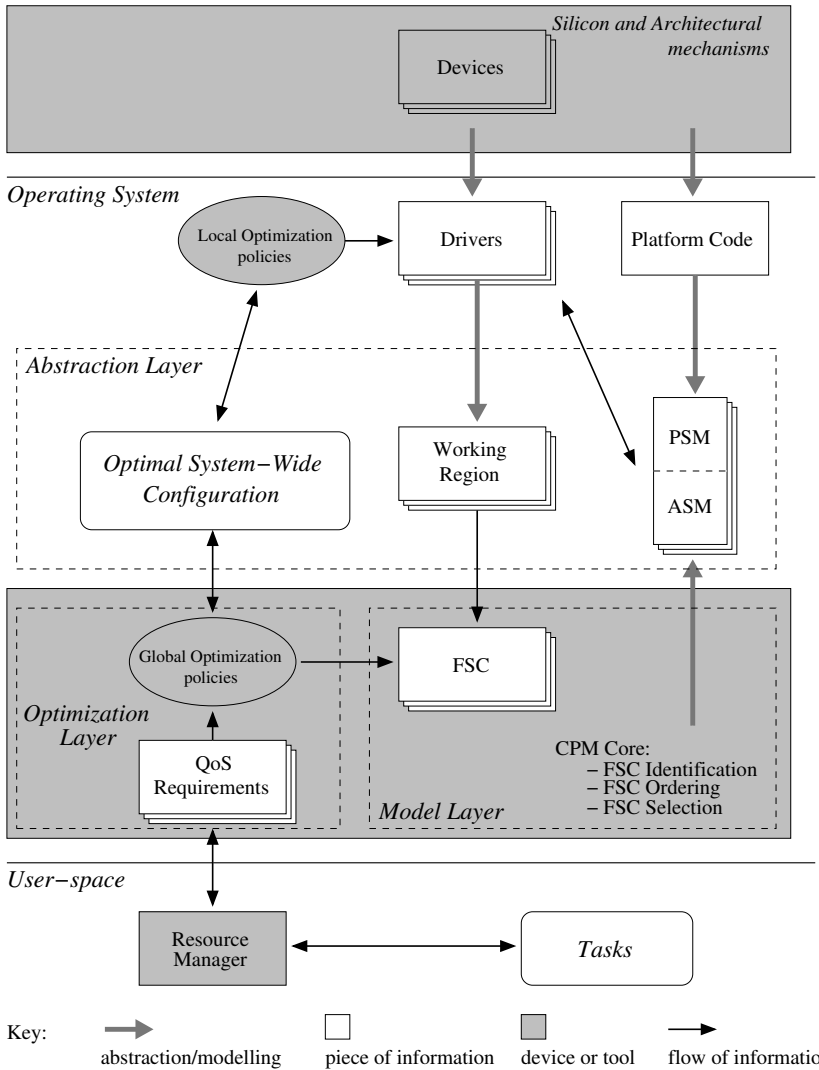 Silicon and Architectural
mechanisms
Devices
Operating System
Local Optimization
policies
Drivers
Platform Code
Abstraction Layer
Optimal System−Wide
Configuration
Working
Region
PSM
ASM
Global Optimization
policies
FSC
Optimization
Layer
QoS
Requirements
CPM Core:
− FSC Identification
− FSC Ordering
− FSC Selection
Model Layer
User−space
Resource
Manager
Tasks
Key:
abstraction/modelling
piece of information
device or tool
flow of informatio